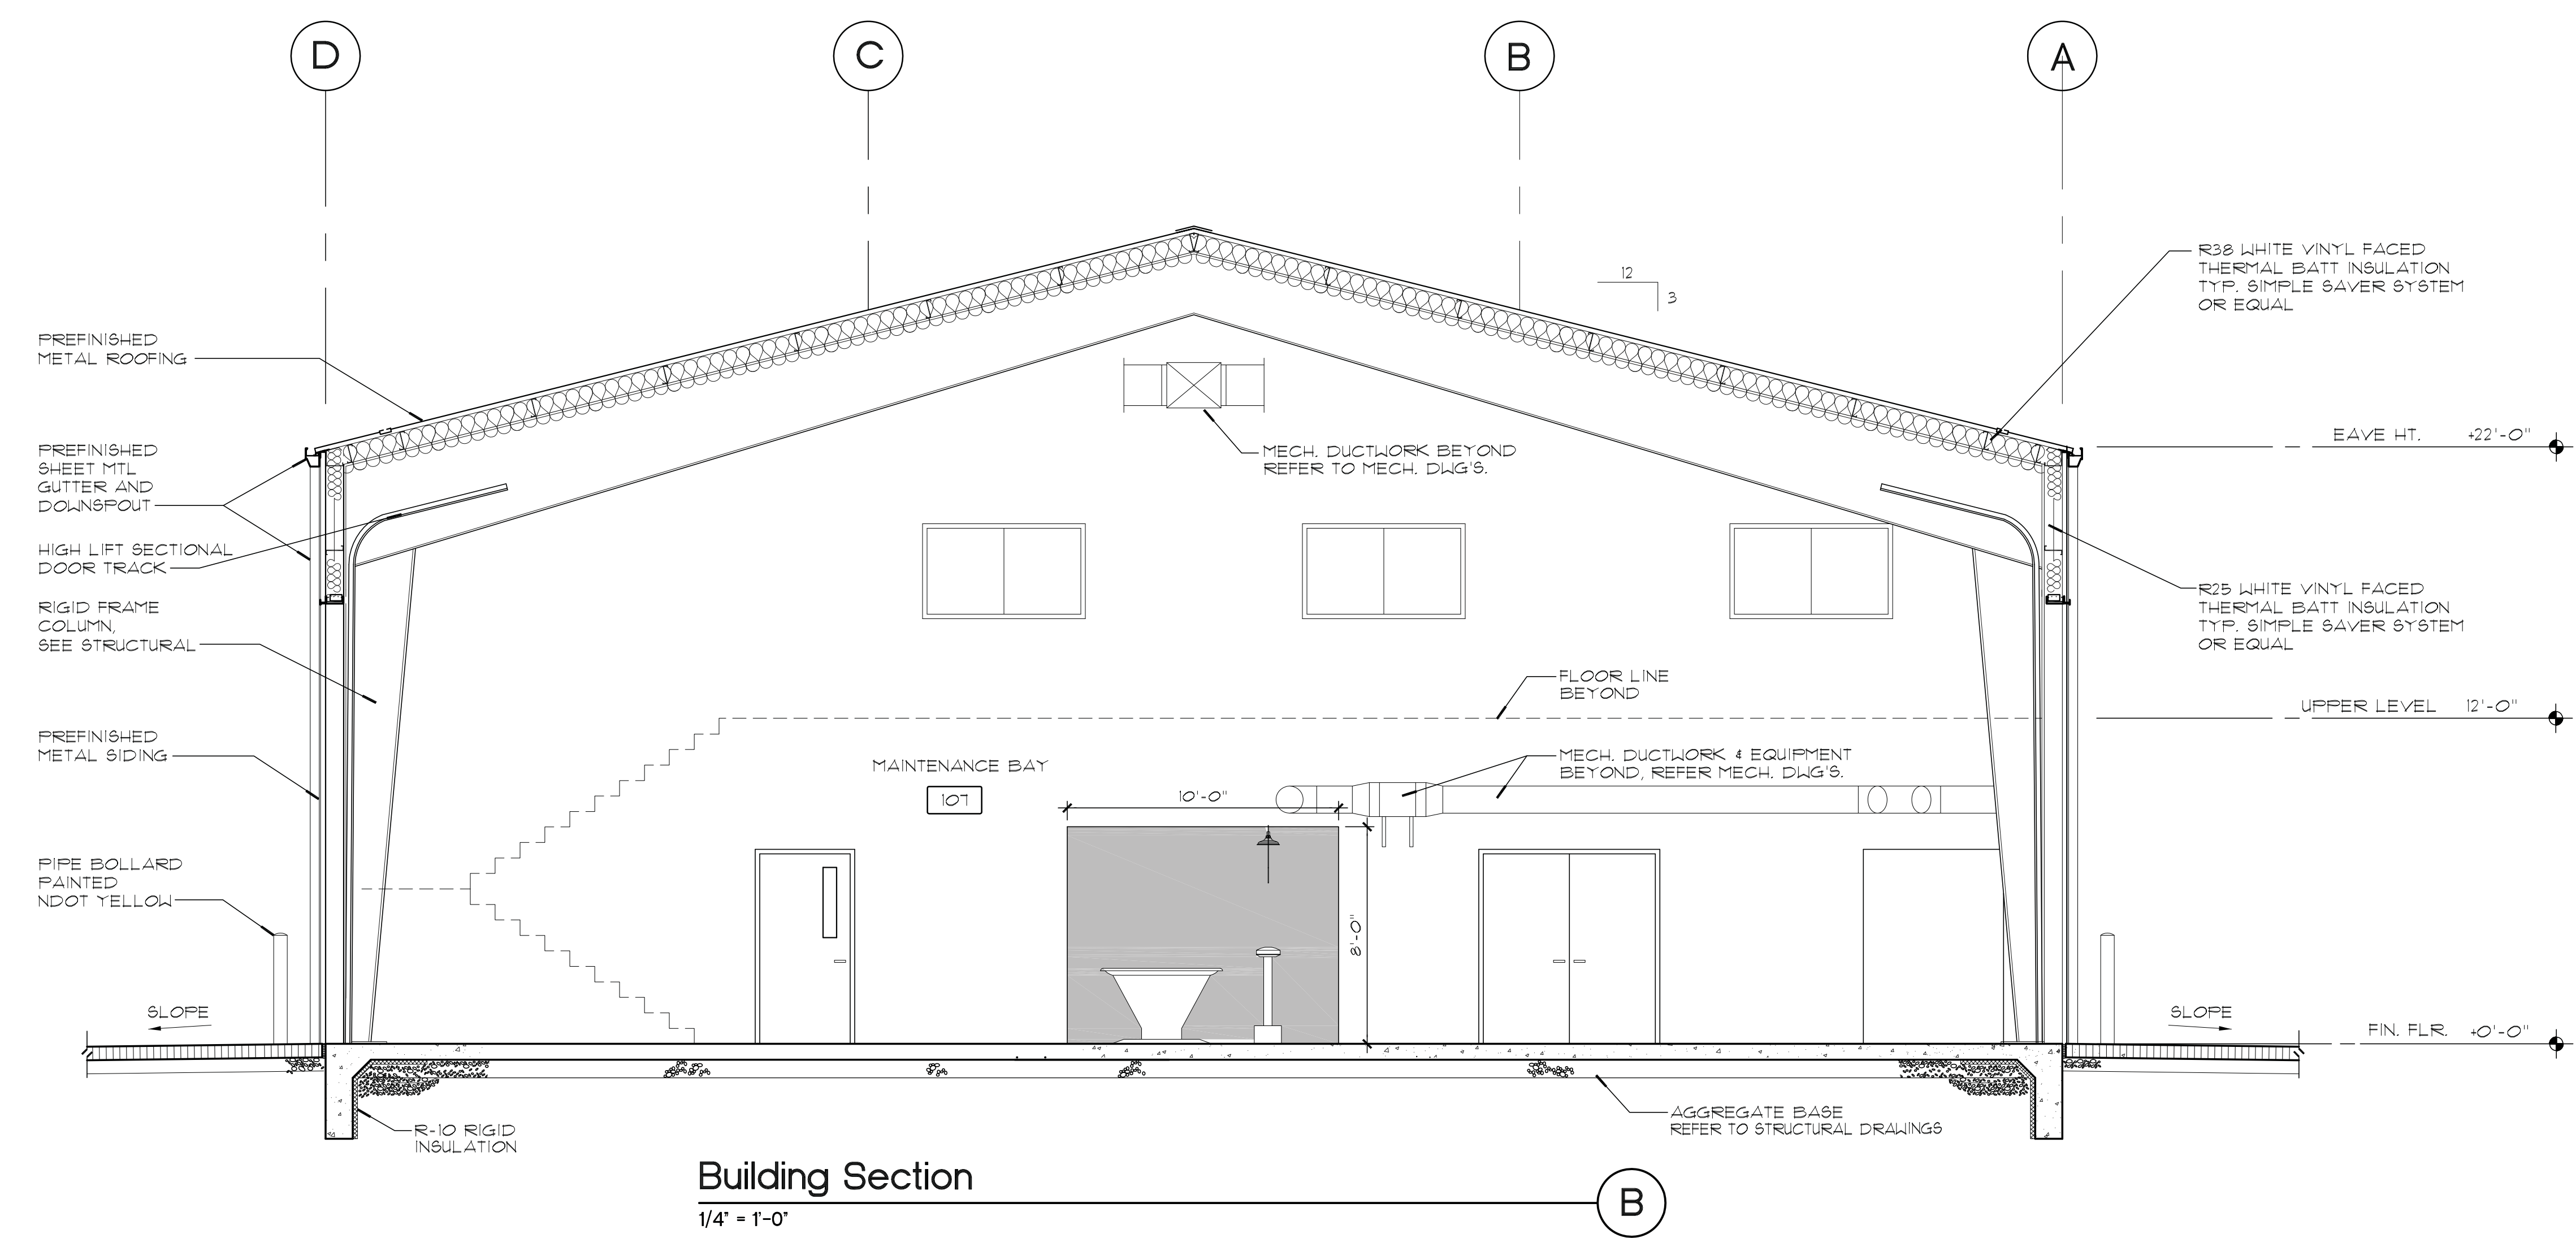 D
C
B
A
12
3
R38 WHITE VINYL FACED
THERMAL BATT INSULATION
TYP. SIMPLE SAVER SYSTEM
OR EQUAL
PREFINISHED
METAL ROOFING
EAVE HT. +22'-0"
PREFINISHED
SHEET MTL
GUTTER AND
DOWNSPOUT
MECH. DUCTWORK BEYOND
REFER TO MECH. DWG'S.
HIGH LIFT SECTIONAL
DOOR TRACK
R25 WHITE VINYL FACED
THERMAL BATT INSULATION
TYP. SIMPLE SAVER SYSTEM
OR EQUAL
RIGID FRAME
COLUMN,
SEE STRUCTURAL
FLOOR LINE
BEYOND
UPPER LEVEL 12'-0"
PREFINISHED
METAL SIDING
MAINTENANCE BAY
107
MECH. DUCTWORK & EQUIPMENT
BEYOND, REFER MECH. DWG'S.
10'-0"
8'-0"
PIPE BOLLARD
PAINTED
NDOT YELLOW
SLOPE
SLOPE
FIN. FLR. +0'-0"
R-10 RIGID
INSULATION
AGGREGATE BASE
REFER TO STRUCTURAL DRAWINGS
Building Section
B
1/4" = 1'-0"